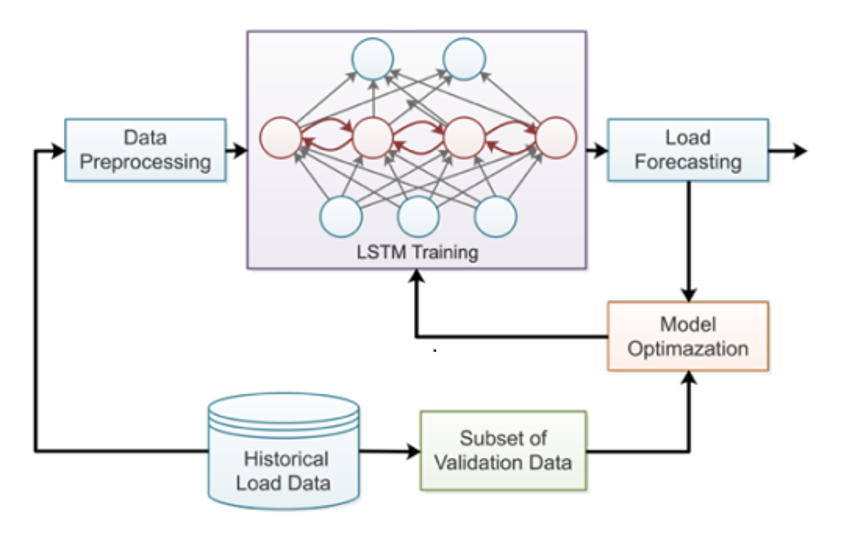 Data
Preprocessing
LSTM Training
Load
Forecasting
Model
Optimazation
Historical
Load Data
Subset of
Validation Data